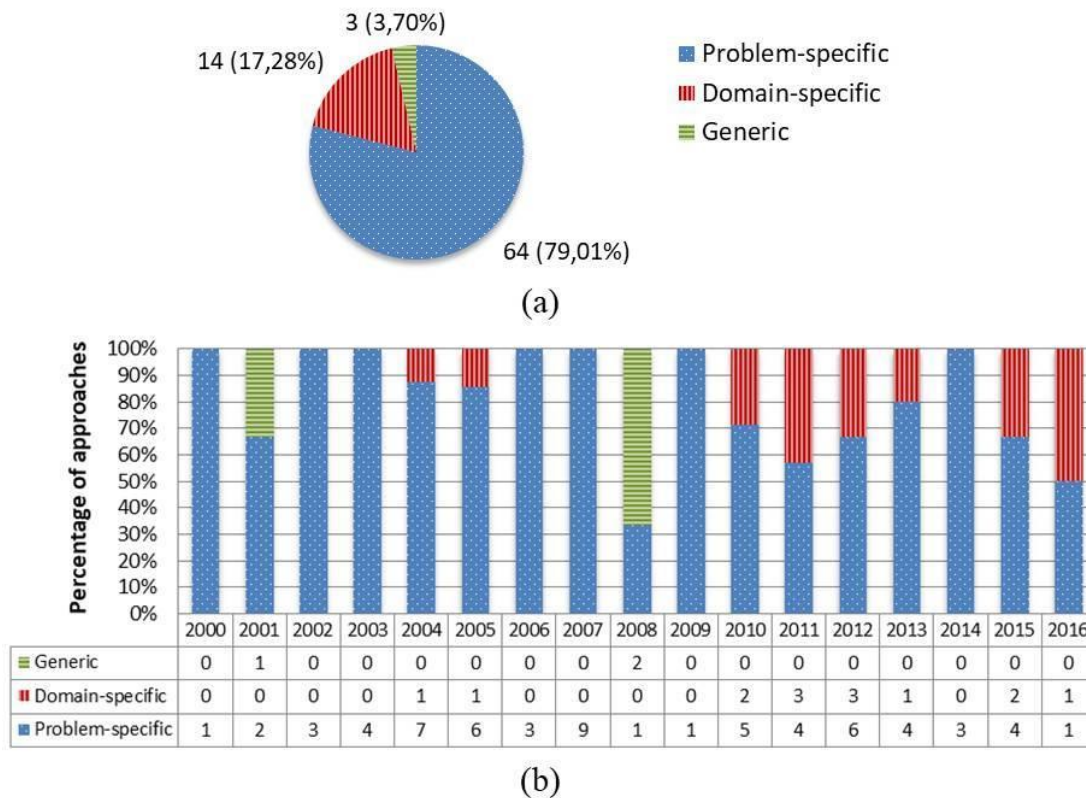 3 (3,70%)
14 (17,28%)
64 (79,01%)
Problem-specific
Domain-specific
Generic
(a)
Percentage of approaches
100%
90%
80%
70%
60%
50%
40%
30%
20%
10%
0%
2000 2001 2002 2003 2004 2005 2006 2007 2008 2009 2010 2011 2012 2013 2014 2015 2016
Generic 0 1 0 0 0 0 0 0 2 0 0 0 0 0 0 0 0
Domain-specific 0 0 0 0 1 1 0 0 0 0 2 3 3 1 0 2 1
Problem-specific 1 2 3 4 7 6 3 9 1 1 5 4 6 4 3 4 1
(b)